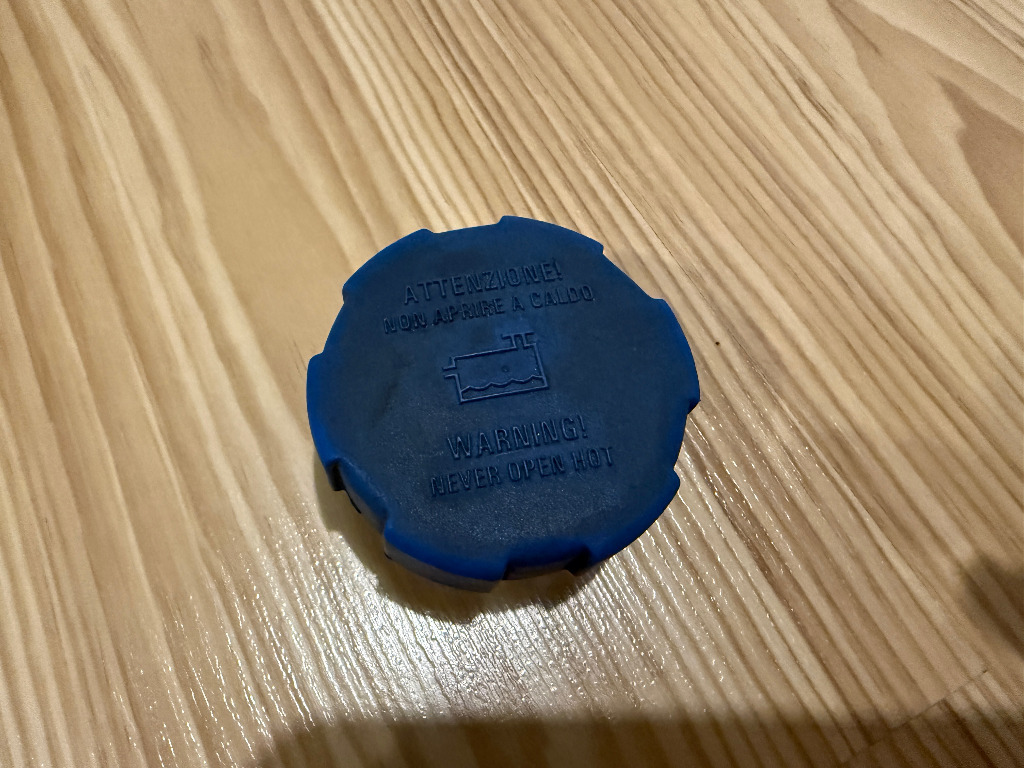 ATTENZIONE!
NON APRIRE A CALDO
WARNING!
NEVER OPEN HOT